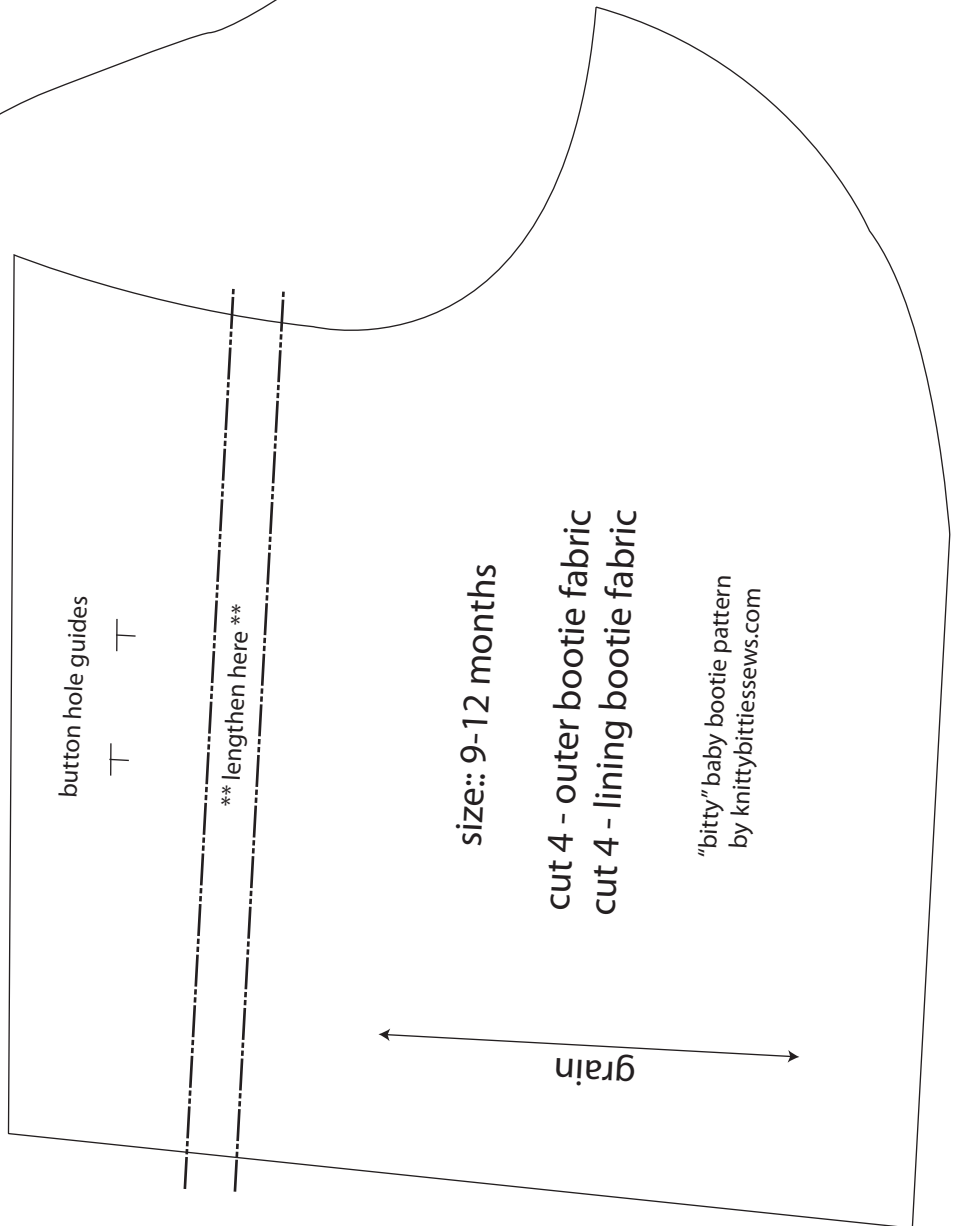 button hole guides
** lengthen here **
size:: 9-12 months
cut 4 - outer bootie fabric
cut 4 - lining bootie fabric
"bitty" baby bootie pattern
by knittybittiessews.com
grain